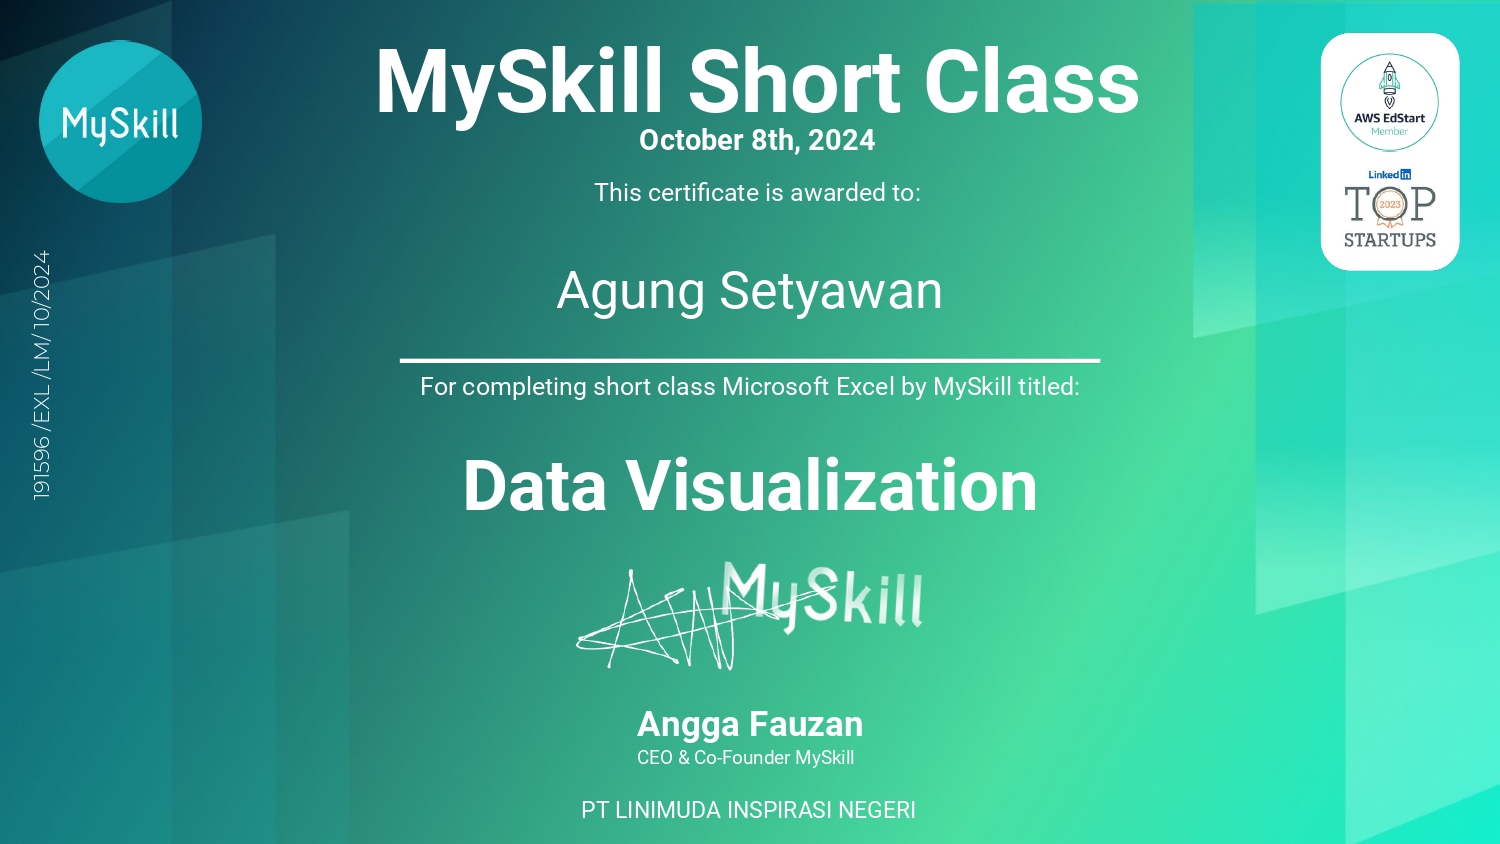 MySkill
MySkill Short Class
October 8th, 2024
This certificate is awarded to:
AWS EdStart
Member
Linked in
TOP
2023
STARTUPS
191596 /EXL /LM/ 10/2024
Agung Setyawan
For completing short class Microsoft Excel by MySkill titled:
Data Visualization
MySkill
Angga Fauzan
CEO & Co-Founder MySkill
PT LINIMUDA INSPIRASI NEGERI